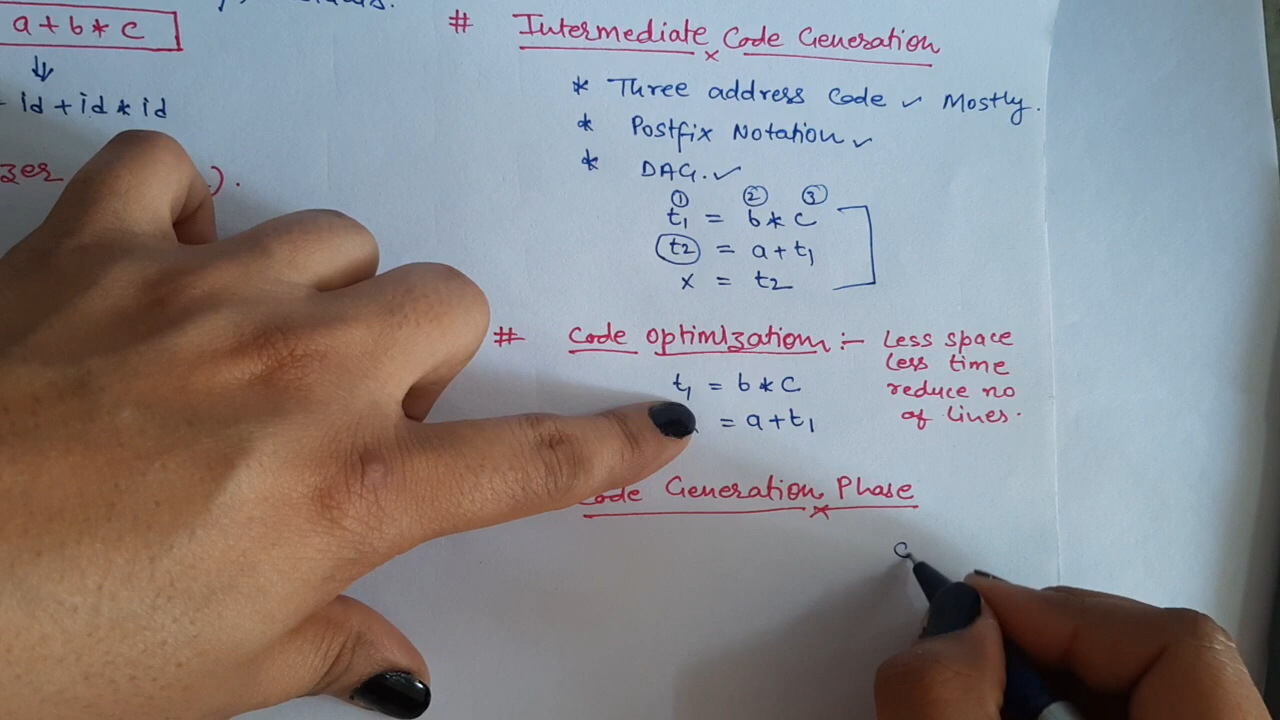 a + b * c
id + id * id
zer ).
# Intermediate Code Generation
* Three address code ✓ Mostly.
* Postfix Notation ✓
* DAG. ✓
① ② ③
t1 = b * c
t2 = a + t1
x = t2
# Code optimization :- Less space
Less time
reduce no
of lines.
t1 = b * c
= a + t1
Code Generation Phase